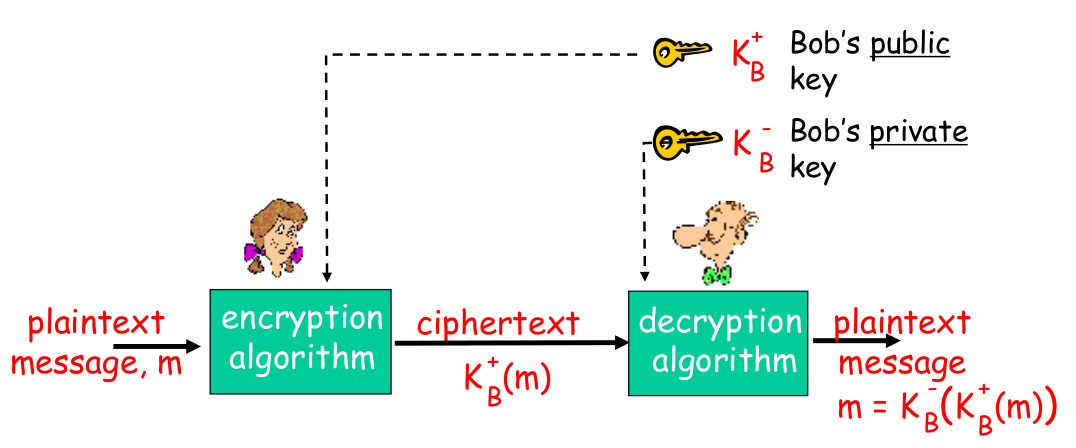 K_B^+ Bob's public
key
K_B^- Bob's private
key
plaintext
message, m
encryption
algorithm
ciphertext
K_B^+(m)
decryption
algorithm
plaintext
message
m = K_B^-(K_B^+(m))